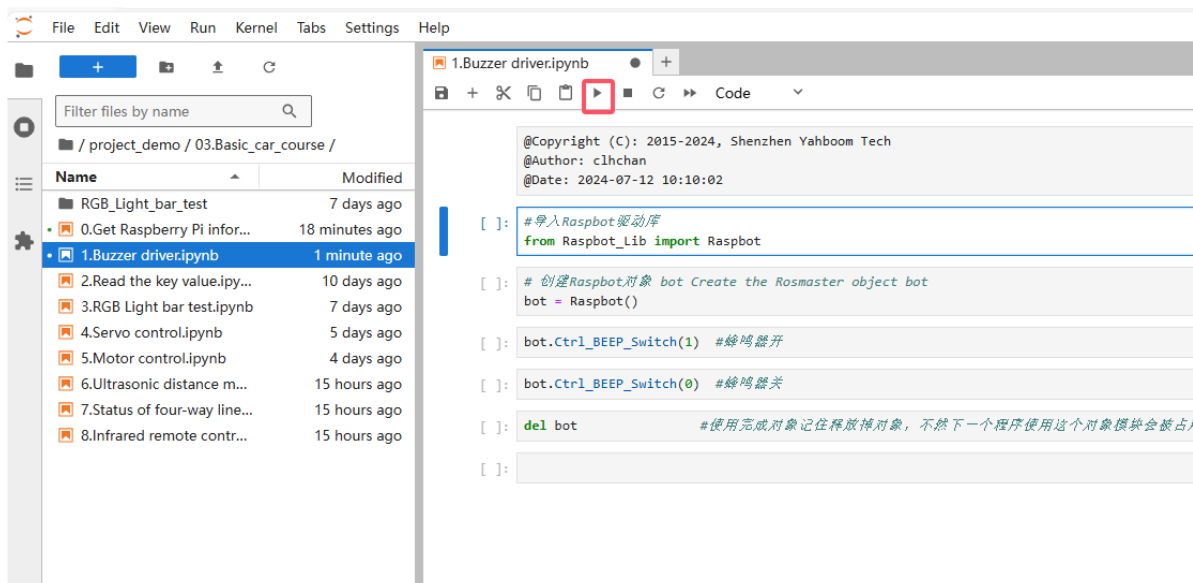 File Edit View Run Kernel Tabs Settings Help
1.Buzzer driver.ipynb
Code
Filter files by name
/ project_demo / 03.Basic_car_course /
Name Modified
RGB_Light_bar_test 7 days ago
0.Get Raspberry Pi infor... 18 minutes ago
1.Buzzer driver.ipynb 1 minute ago
2.Read the key value.ipy... 10 days ago
3.RGB Light bar test.ipynb 7 days ago
4.Servo control.ipynb 5 days ago
5.Motor control.ipynb 4 days ago
6.Ultrasonic distance m... 15 hours ago
7.Status of four-way line... 15 hours ago
8.Infrared remote contr... 15 hours ago
@Copyright (C): 2015-2024, Shenzhen Yahboom Tech
@Author: clhchan
@Date: 2024-07-12 10:10:02
[ ]: #导入Raspbot驱动库
from Raspbot_Lib import Raspbot
[ ]: # 创建Raspbot对象 bot Create the Rosmaster object bot
bot = Raspbot()
[ ]: bot.Ctrl_BEEP_Switch(1) #蜂鸣器开
[ ]: bot.Ctrl_BEEP_Switch(0) #蜂鸣器关
[ ]: del bot #使用完成对象记住释放掉对象，不然下一个程序使用这个对象模块会被占
[ ]: